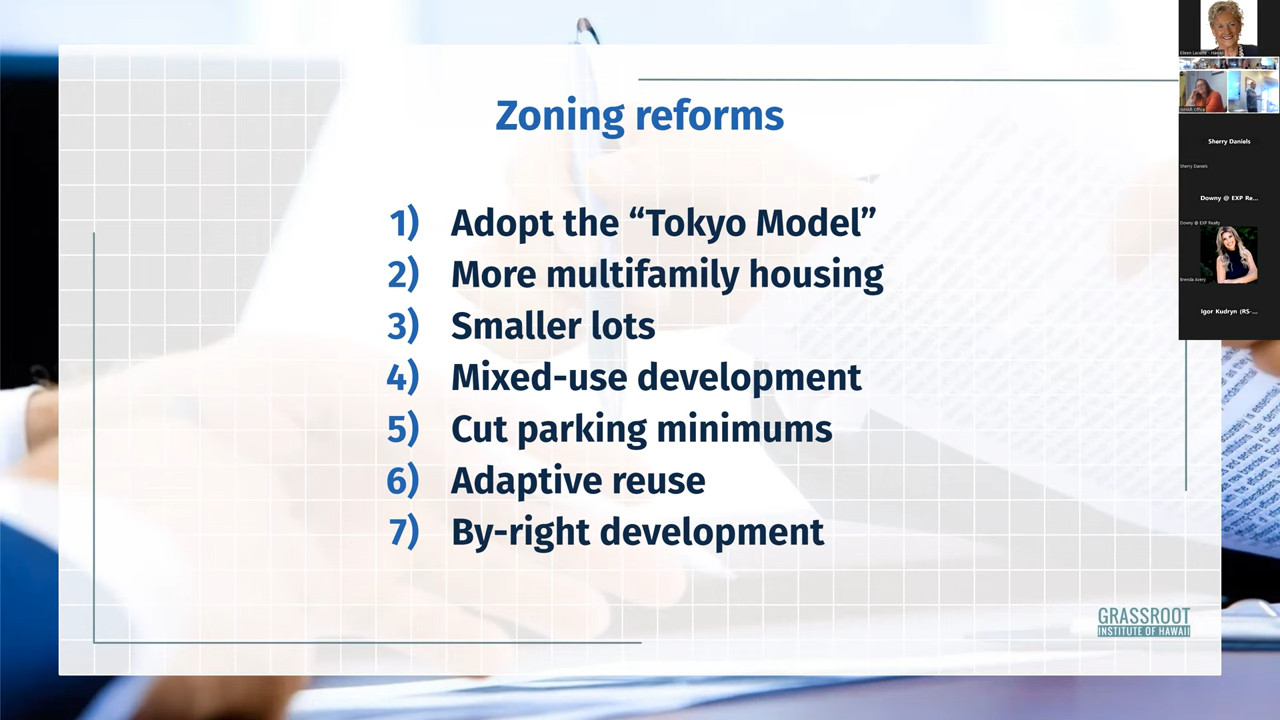 Zoning reforms
1) Adopt the “Tokyo Model”
2) More multifamily housing
3) Smaller lots
4) Mixed-use development
5) Cut parking minimums
6) Adaptive reuse
7) By-right development
GRASSROOT
INSTITUTE OF HAWAII
Sherry Daniels
Sherry Daniels
Downy @ EXP Re...
Downy @ EXP Realty
Brenda Avery
Igor Kudryn (RS-...